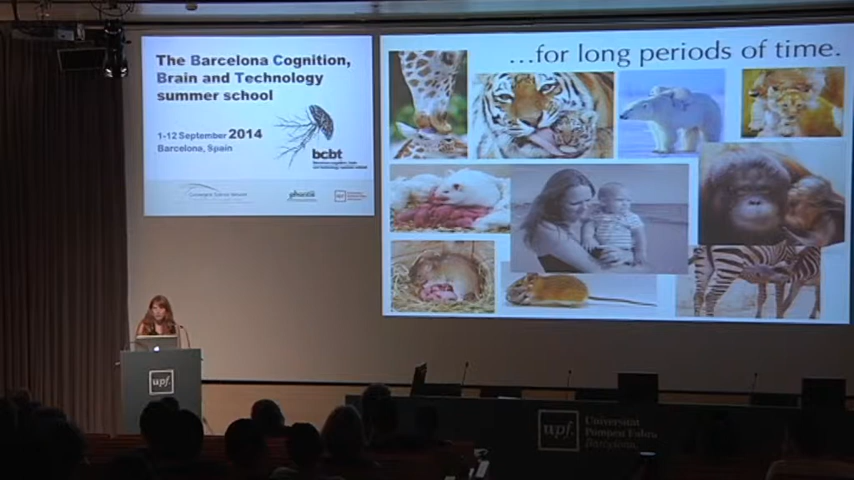 The Barcelona Cognition,
Brain and Technology
summer school
1-12 September 2014
Barcelona, Spain
bcbt
...for long periods of time.
upf.
upf.
Universitat
Pompeu Fabra
Barcelona